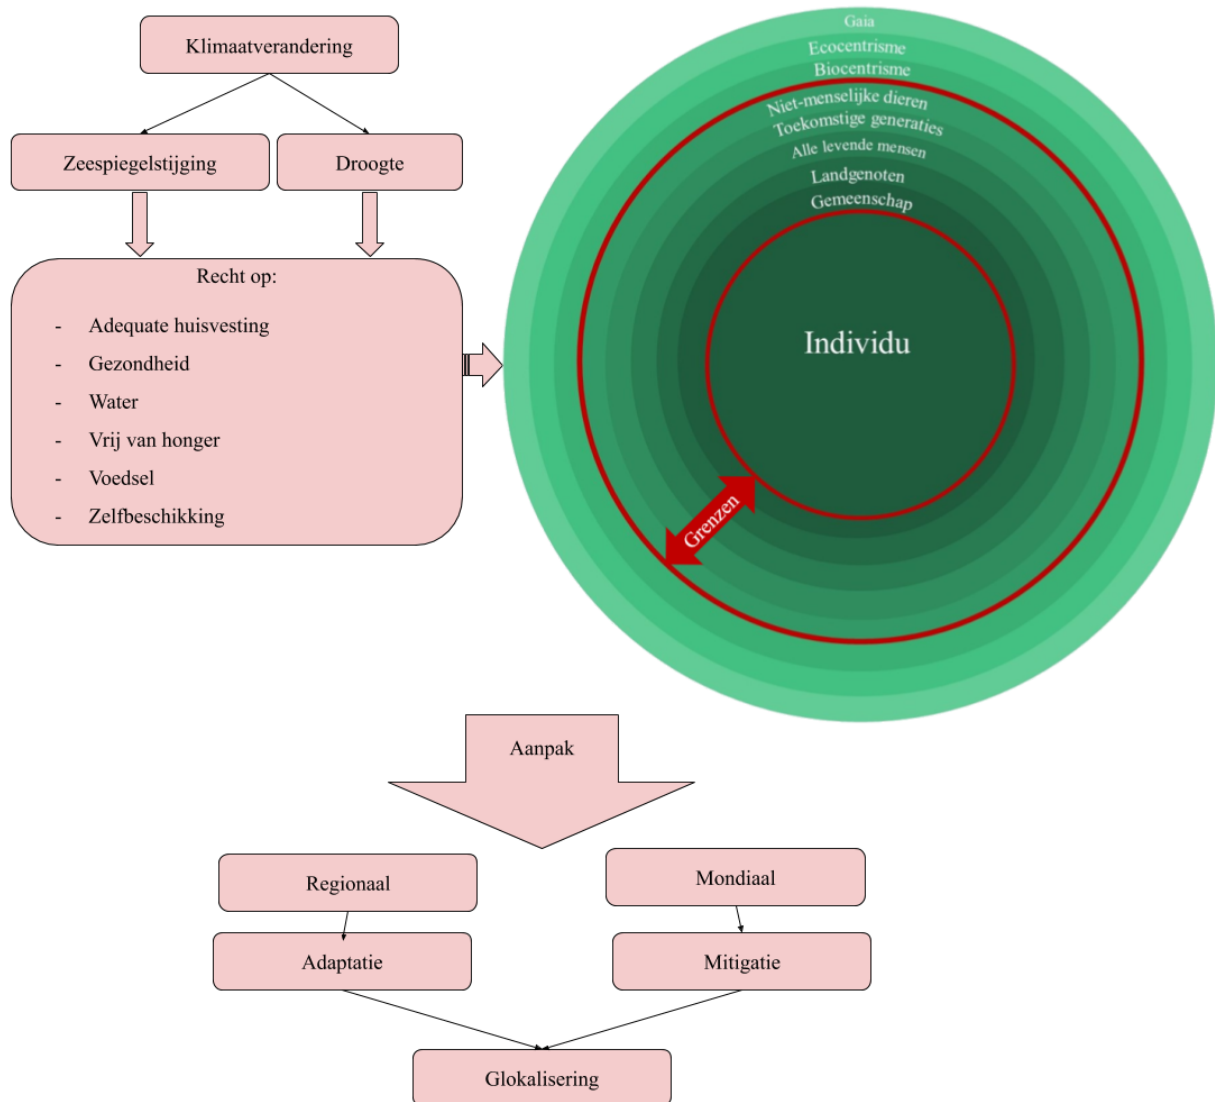 Klimaatverandering
Zeespiegelstijging
Droogte
Recht op:
- Adequate huisvesting
- Gezondheid
- Water
- Vrij van honger
- Voedsel
- Zelfbeschikking
Gaia
Ecocentrisme
Biocentrisme
Niet-menselijke dieren
Toekomstige generaties
Alle levende mensen
Landgenoten
Gemeenschap
Individu
Grenzen
Aanpak
Regionaal
Mondiaal
Adaptatie
Mitigatie
Glokalisering